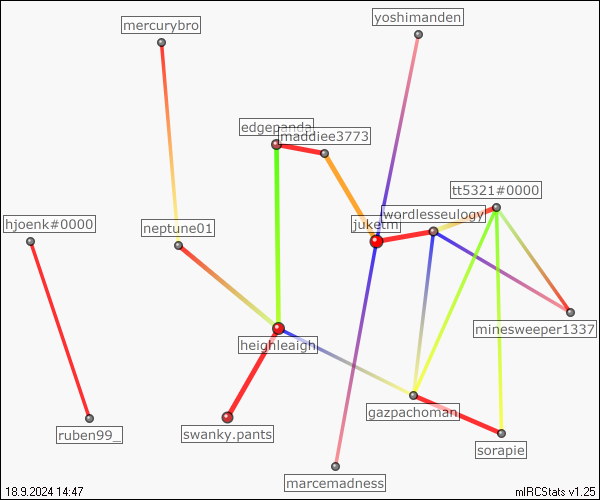 yoshimanden
mercurybro
edgepanda
maddiee3773
tt5321#0000
wordlesseulogy
hjoenk#0000
neptune01
juketm
minesweeper1337
heighleaigh
gazpachoman
ruben99_
swanky.pants
sorapie
marcemadness
18.9.2024 14:47
mIRCStats v1.25